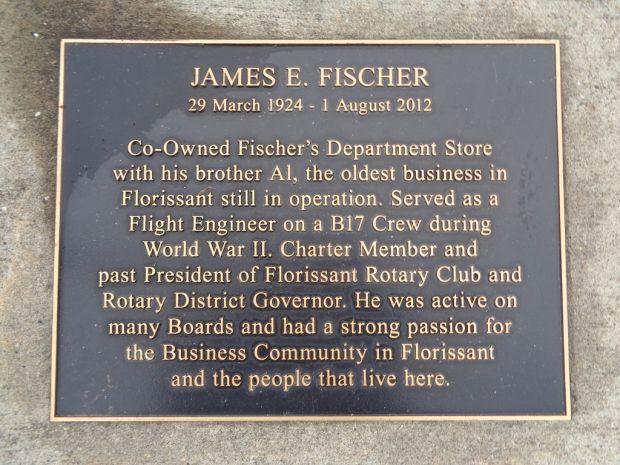 JAMES E. FISCHER
29 March 1924 - 1 August 2012
Co-Owned Fischer's Department Store
with his brother Al, the oldest business in
Florissant still in operation. Served as a
Flight Engineer on a B17 Crew during
World War II. Charter Member and
past President of Florissant Rotary Club and
Rotary District Governor. He was active on
many Boards and had a strong passion for
the Business Community in Florissant
and the people that live here.